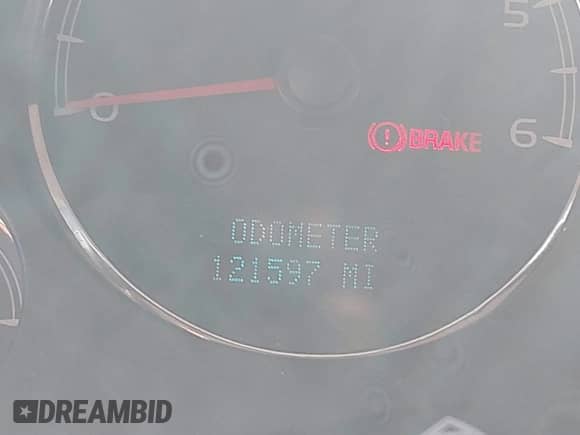 5
0
BRAKE
6
ODOMETER
121597 MI
DREAMBID